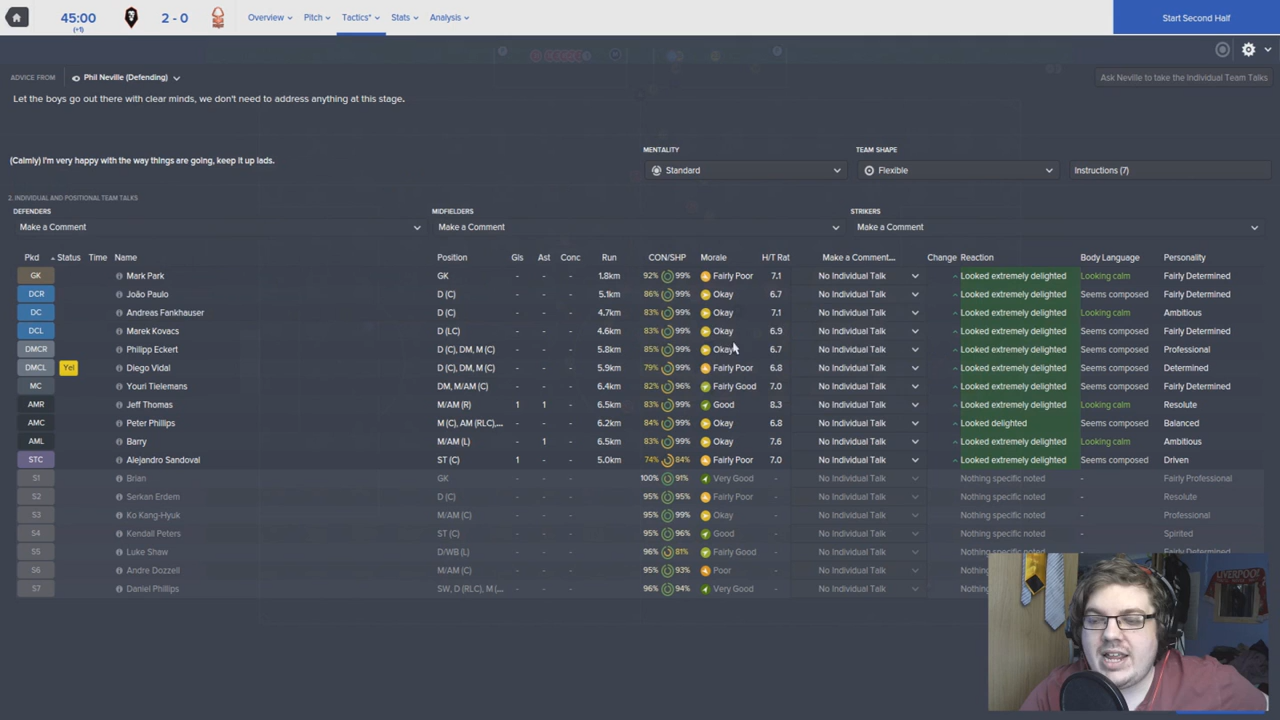 45:00
(+1)
2 - 0
Overview
Pitch
Tactics*
Stats
Analysis
Start Second Half
ADVICE FROM Phil Neville (Defending)
Ask Neville to take the Individual Team Talks
Let the boys go out there with clear minds, we don't need to address anything at this stage.
(Calmly) I'm very happy with the way things are going, keep it up lads.
MENTALITY
Standard
TEAM SHAPE
Flexible
Instructions (7)
2. INDIVIDUAL AND POSITIONAL TEAM TALKS
DEFENDERS MIDFIELDERS STRIKERS
Make a Comment Make a Comment Make a Comment
Pkd Status Time Name Position Gls Ast Conc Run CON/SHP Morale H/T Rat Make a Comment... Change Reaction Body Language Personality
GK Mark Park GK - - - 1.8km 92% 99% Fairly Poor 7.1 No Individual Talk Looked extremely delighted Looking calm Fairly Determined
DCR João Paulo D (C) - - - 5.1km 86% 99% Okay 6.7 No Individual Talk Looked extremely delighted Seems composed Fairly Determined
DC Andreas Fankhauser D (C) - - - 4.7km 83% 99% Okay 7.1 No Individual Talk Looked extremely delighted Looking calm Ambitious
DCL Marek Kovacs D (LC) - - - 4.6km 83% 99% Okay 6.9 No Individual Talk Looked extremely delighted Seems composed Fairly Determined
DMCR Philipp Eckert D (C), DM, M (C) - - - 5.8km 85% 99% Okay 6.7 No Individual Talk Looked extremely delighted Seems composed Professional
DMCL Yel Diego Vidal D (C), DM, M (C) - - - 5.9km 79% 99% Fairly Poor 6.8 No Individual Talk Looked extremely delighted Seems composed Determined
MC Youri Tielemans DM, M/AM (C) - - - 6.4km 82% 96% Fairly Good 7.0 No Individual Talk Looked extremely delighted Seems composed Fairly Determined
AMR Jeff Thomas M/AM (R) 1 1 - 6.5km 83% 99% Good 8.3 No Individual Talk Looked extremely delighted Looking calm Resolute
AMC Peter Phillips M (C), AM (RLC),... - - - 6.2km 84% 99% Okay 6.8 No Individual Talk Looked delighted Seems composed Balanced
AML Barry M/AM (L) - 1 - 6.5km 83% 99% Okay 7.6 No Individual Talk Looked extremely delighted Looking calm Ambitious
STC Alejandro Sandoval ST (C) 1 - - 5.0km 74% 84% Fairly Poor 7.0 No Individual Talk Looked extremely delighted Seems composed Driven
S1 Brian GK 100% 91% Very Good - No Individual Talk Nothing specific noted - Fairly Professional
S2 Serkan Erdem D (C) 95% 95% Fairly Poor - No Individual Talk Nothing specific noted - Resolute
S3 Ko Kang-Hyuk M/AM (C) 95% 99% Okay - No Individual Talk Nothing specific noted - Professional
S4 Kendall Peters ST (C) 95% 96% Good - No Individual Talk Nothing specific noted - Spirited
S5 Luke Shaw D/WB (L) 96% 81% Fairly Good - No Individual Talk Nothing specific noted - Fairly Determined
S6 Andre Dozzell M/AM (C) 95% 93% Poor - No Individual Talk Nothing
S7 Daniel Phillips SW, D (RLC), M (... 96% 94% Very Good - No Individual Talk Nothing
LIVERPOOL